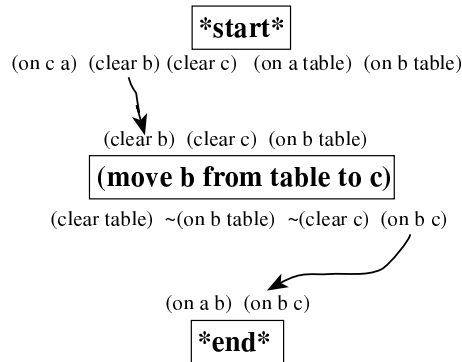 *start*
(on c a) (clear b) (clear c) (on a table) (on b table)
(clear b) (clear c) (on b table)
(move b from table to c)
(clear table) ~(on b table) ~(clear c) (on b c)
(on a b) (on b c)
*end*